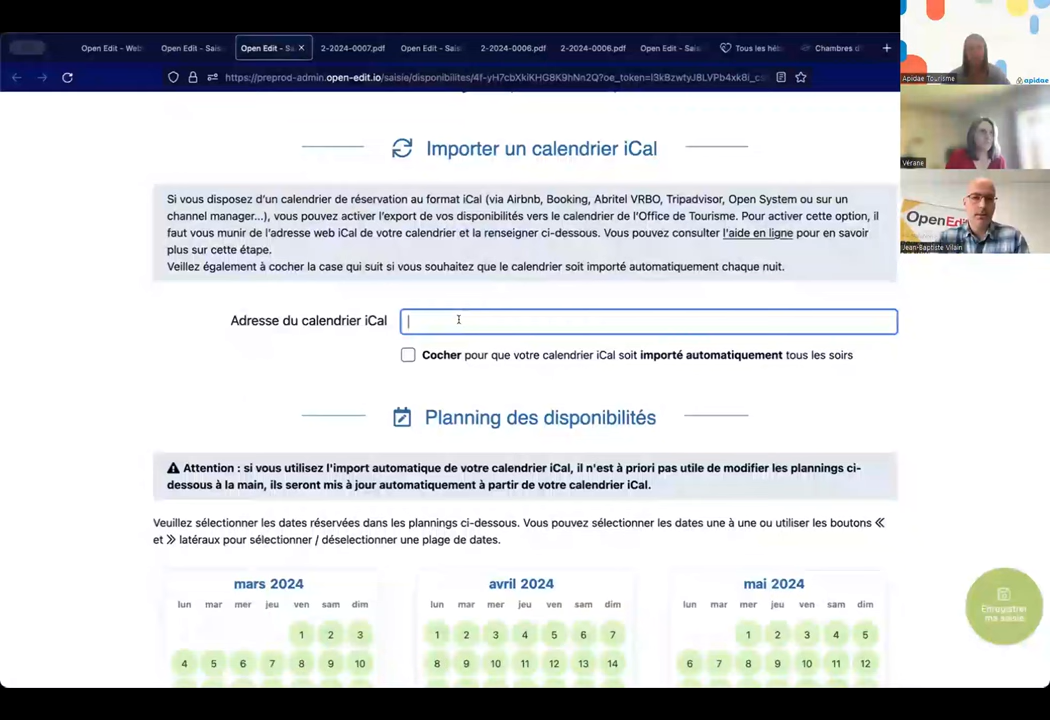 Open Edit - Web
Open Edit - Sais
Open Edit - Sa
2-2024-0007.pdf
Open Edit - Sais
2-2024-0006.pdf
2-2024-0006.pdf
Open Edit - Sais
Tous les hé
Chambres d'
https://preprod-admin.open-edit.io/saisie/disponibilites/
Importer un calendrier iCal
Si vous disposez d'un calendrier de réservation au format iCal (via Airbnb, Booking, Abritel VRBO, Tripadvisor, Open System ou sur un
channel manager...), vous pouvez activer l'export de vos disponibilités vers le calendrier de l'Office de Tourisme. Pour activer cette option, il
faut vous munir de l'adresse web iCal de votre calendrier et la renseigner ci-dessous. Vous pouvez consulter l'aide en ligne pour en savoir
plus sur cette étape.
Veillez également à cocher la case qui suit si vous souhaitez que le calendrier soit importé automatiquement chaque nuit.
Adresse du calendrier iCal
Cocher pour que votre calendrier iCal soit importé automatiquement tous les soirs
Planning des disponibilités
Attention : si vous utilisez l'import automatique de votre calendrier iCal, il n'est à priori pas utile de modifier les plannings ci-
dessous à la main, ils seront mis à jour automatiquement à partir de votre calendrier iCal.
Veuillez sélectionner les dates réservées dans les plannings ci-dessous. Vous pouvez sélectionner les dates une à une ou utiliser les boutons «
et » latéraux pour sélectionner / déselectionner une plage de dates.
mars 2024
lun mar mer jeu ven sam dim
1 2 3
4 5 6 7 8 9 10
avril 2024
lun mar mer jeu ven sam dim
1 2 3 4 5 6 7
8 9 10 11 12 13 14
mai 2024
lun mar mer jeu ven sam dim
1 2 3 4 5
6 7 8 9 10 11 12
Enregistrer
ma saisie
Apidae Tourisme
apidae
Vérane
OpenEdi
Jean-Baptiste Vilain